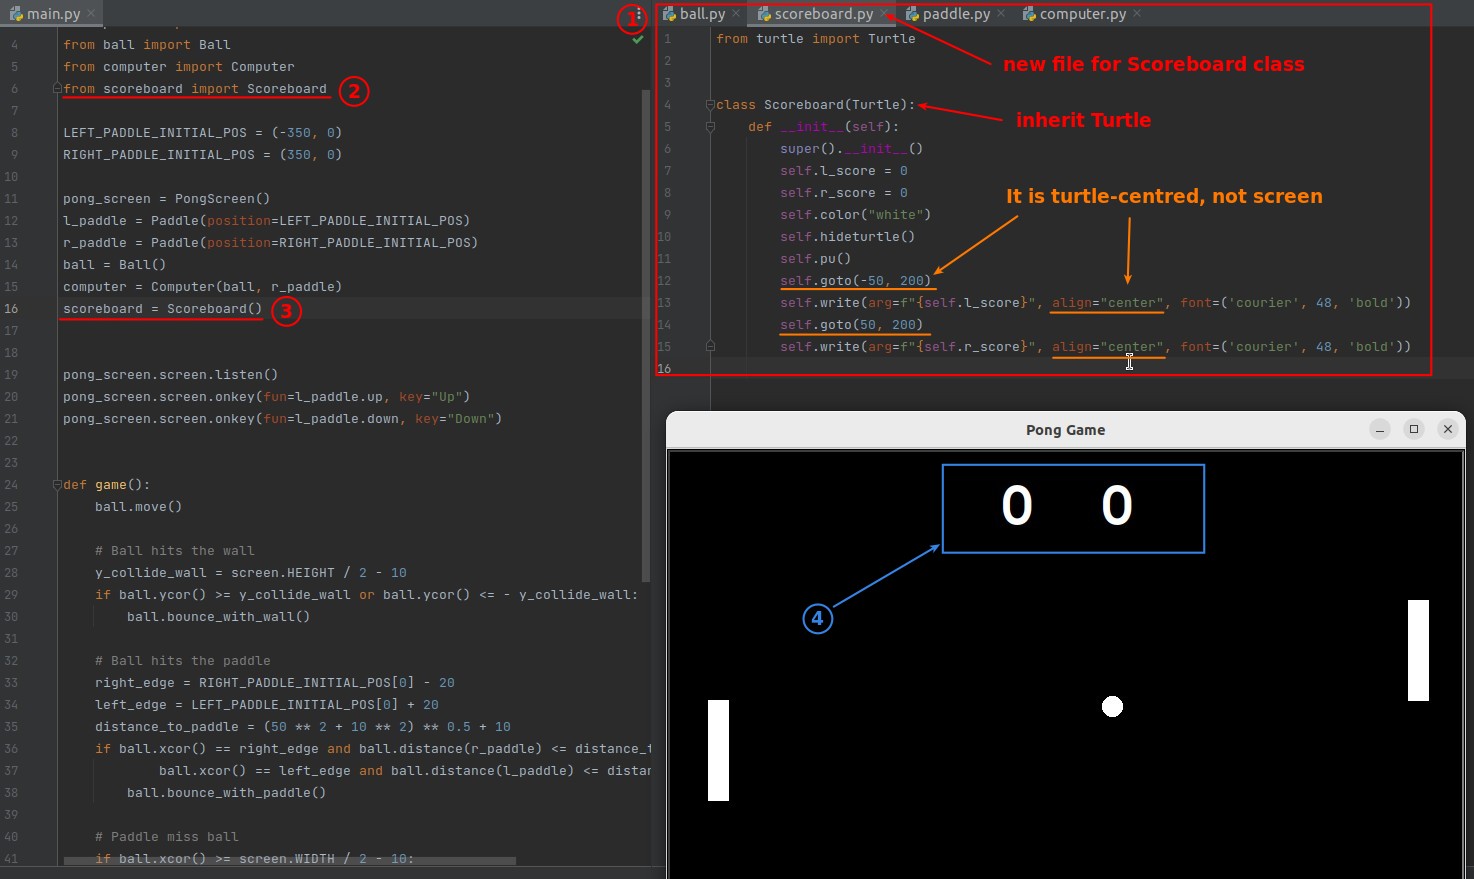 main.py
4 from ball import Ball
5 from computer import Computer
6 from scoreboard import Scoreboard
②
7
8 LEFT_PADDLE_INITIAL_POS = (-350, 0)
9 RIGHT_PADDLE_INITIAL_POS = (350, 0)
10
11 pong_screen = PongScreen()
12 l_paddle = Paddle(position=LEFT_PADDLE_INITIAL_POS)
13 r_paddle = Paddle(position=RIGHT_PADDLE_INITIAL_POS)
14 ball = Ball()
15 computer = Computer(ball, r_paddle)
16 scoreboard = Scoreboard()
③
17
18
19 pong_screen.screen.listen()
20 pong_screen.screen.onkey(fun=l_paddle.up, key="Up")
21 pong_screen.screen.onkey(fun=l_paddle.down, key="Down")
22
23
24 def game():
25     ball.move()
26
27     # Ball hits the wall
28     y_collide_wall = screen.HEIGHT / 2 - 10
29     if ball.ycor() >= y_collide_wall or ball.ycor() <= - y_collide_wall:
30         ball.bounce_with_wall()
31
32     # Ball hits the paddle
33     right_edge = RIGHT_PADDLE_INITIAL_POS[0] - 20
34     left_edge = LEFT_PADDLE_INITIAL_POS[0] + 20
35     distance_to_paddle = (50 ** 2 + 10 ** 2) ** 0.5 + 10
36     if ball.xcor() == right_edge and ball.distance(r_paddle) <= distance_t
37             ball.xcor() == left_edge and ball.distance(l_paddle) <= distan
38         ball.bounce_with_paddle()
39
40     # Paddle miss ball
41     if ball.xcor() >= screen.WIDTH / 2 - 10:
①
ball.py scoreboard.py paddle.py computer.py
1 from turtle import Turtle
2
new file for Scoreboard class
3
4 class Scoreboard(Turtle):
inherit Turtle
5     def __init__(self):
6         super().__init__()
7         self.l_score = 0
8         self.r_score = 0
It is turtle-centred, not screen
9         self.color("white")
10         self.hideturtle()
11         self.pu()
12         self.goto(-50, 200)
13         self.write(arg=f"{self.l_score}", align="center", font=('courier', 48, 'bold'))
14         self.goto(50, 200)
15         self.write(arg=f"{self.r_score}", align="center", font=('courier', 48, 'bold'))
16
Pong Game
0 0
④